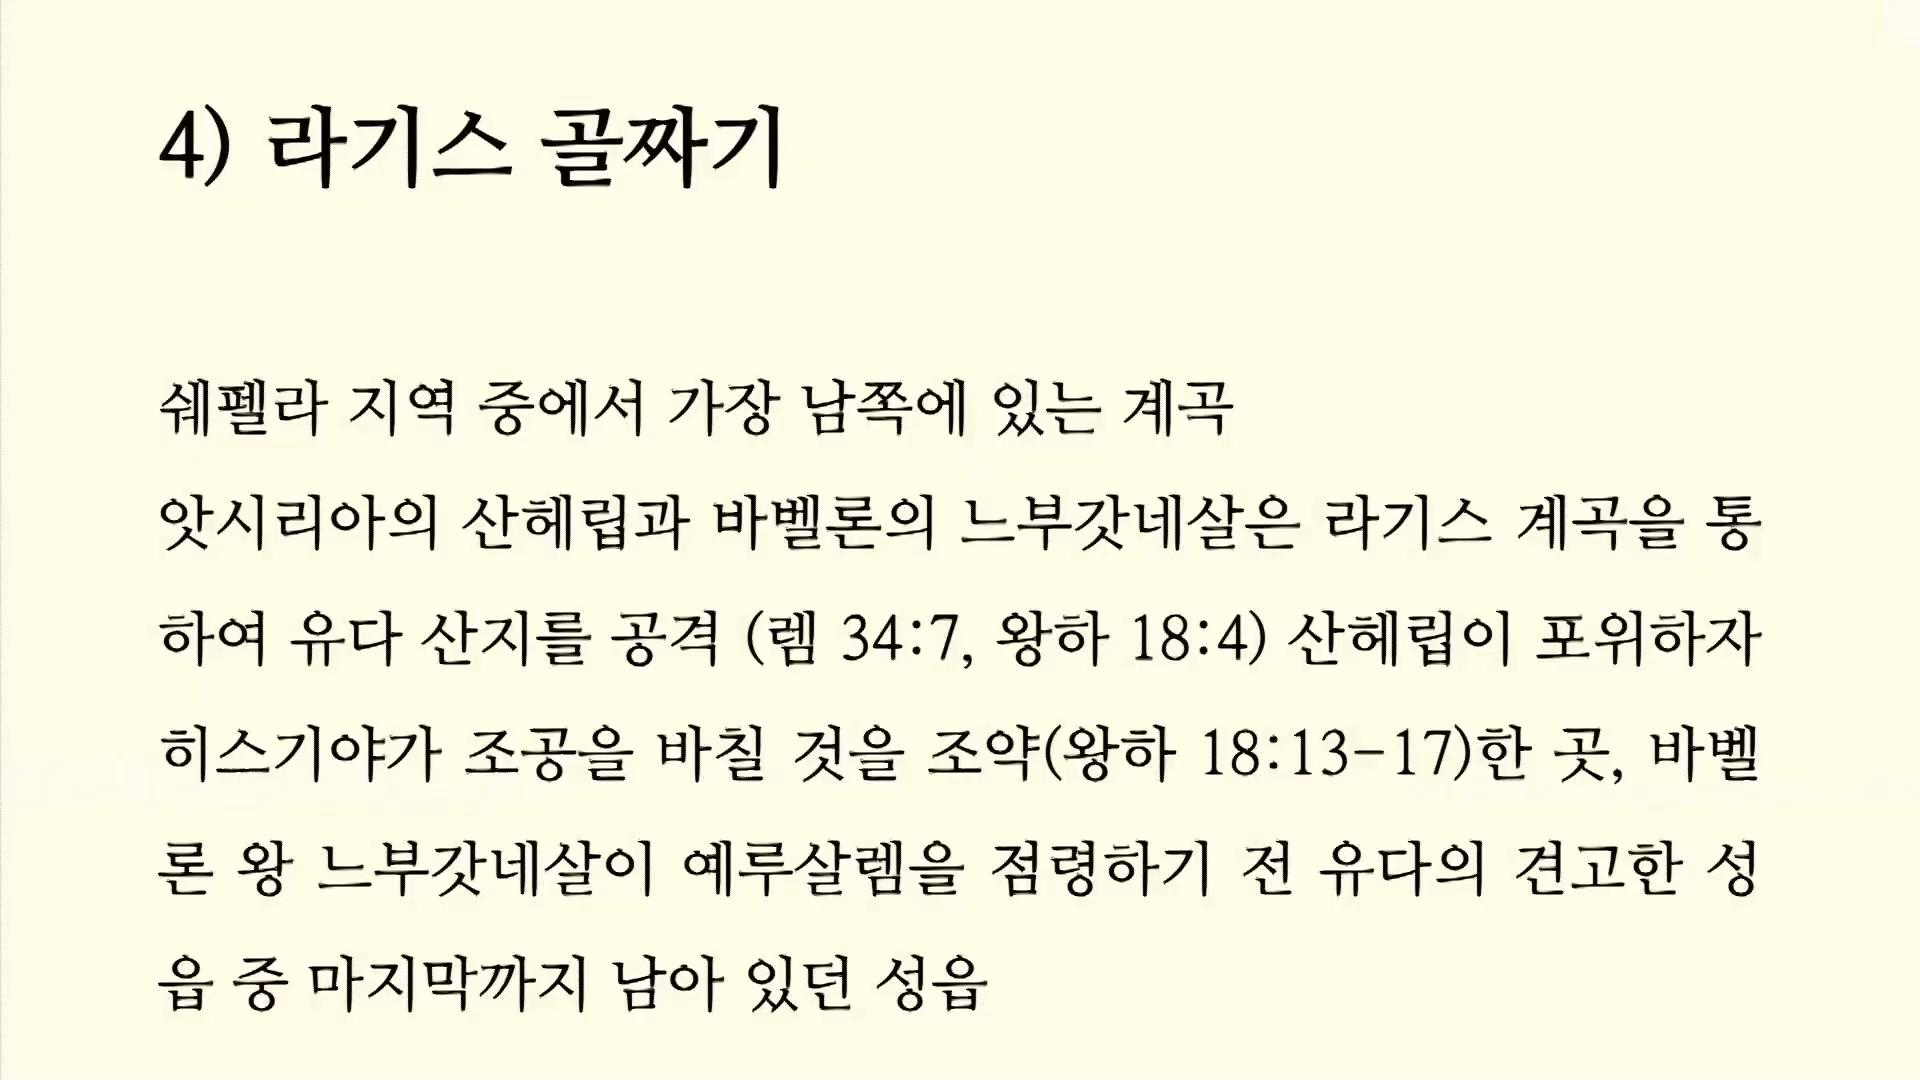 4) 라기스 골짜기
쉐펠라 지역 중에서 가장 남쪽에 있는 계곡
앗시리아의 산헤립과 바벨론의 느부갓네살은 라기스 계곡을 통
하여 유다 산지를 공격 (렘 34:7, 왕하 18:4) 산헤립이 포위하자
히스기야가 조공을 바칠 것을 조약(왕하 18:13-17)한 곳, 바벨
론 왕 느부갓네살이 예루살렘을 점령하기 전 유다의 견고한 성
읍 중 마지막까지 남아 있던 성읍